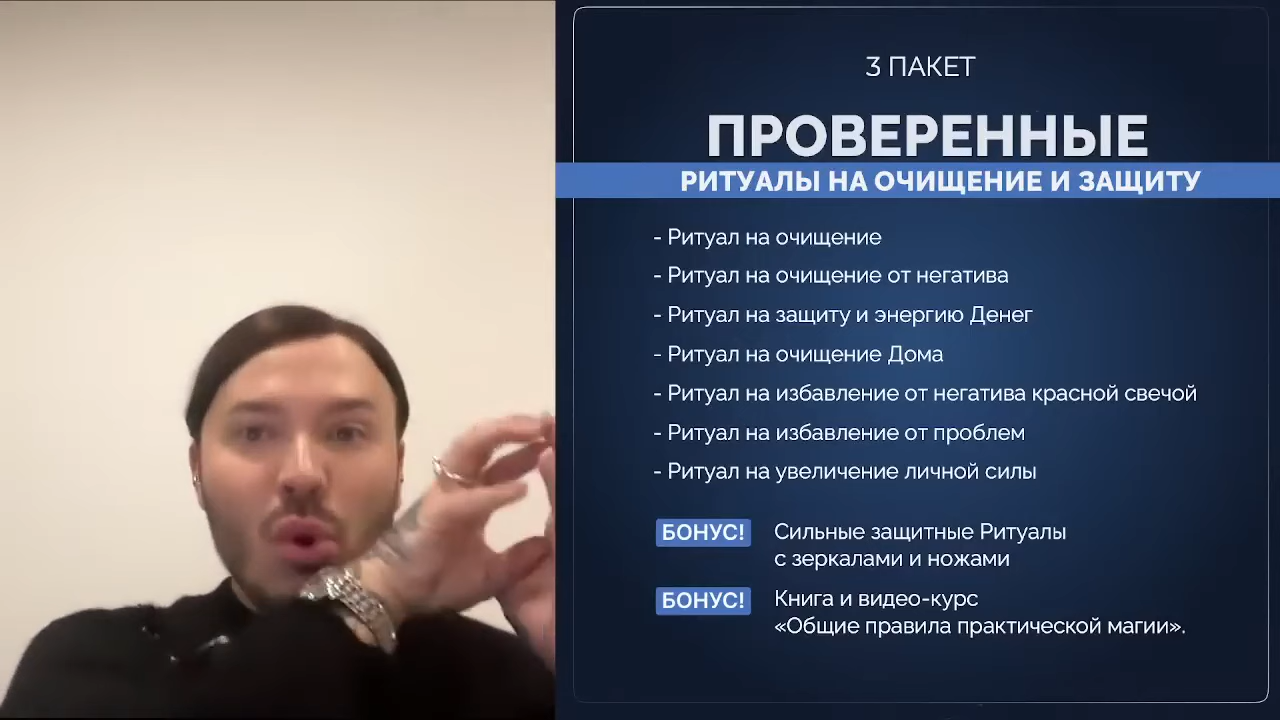 3 ПАКЕТ
ПРОВЕРЕННЫЕ
РИТУАЛЫ НА ОЧИЩЕНИЕ И ЗАЩИТУ
- Ритуал на очищение
- Ритуал на очищение от негатива
- Ритуал на защиту и энергию Денег
- Ритуал на очищение Дома
- Ритуал на избавление от негатива красной свечой
- Ритуал на избавление от проблем
- Ритуал на увеличение личной силы
БОНУС! Сильные защитные Ритуалы
с зеркалами и ножами
БОНУС! Книга и видео-курс
«Общие правила практической магии».